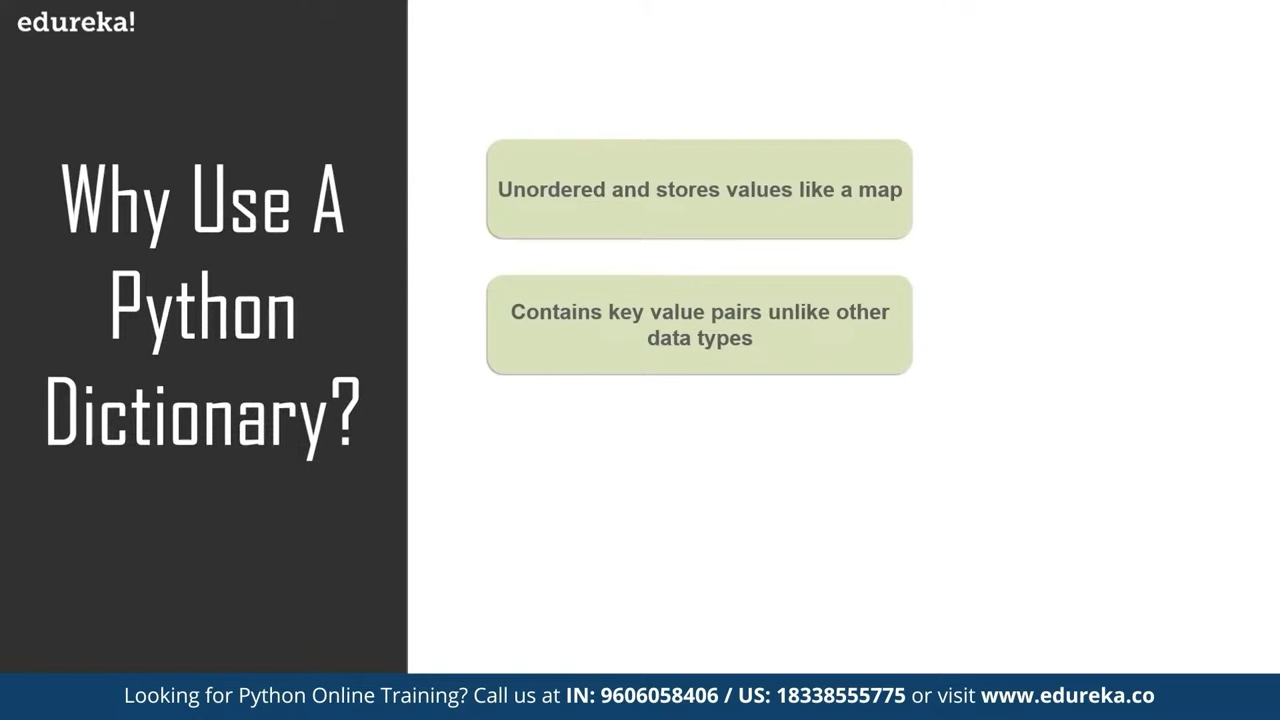 edureka!
Why Use A
Python
Dictionary?
Unordered and stores values like a map
Contains key value pairs unlike other
data types
Looking for Python Online Training? Call us at IN: 9606058406 / US: 18338555775 or visit www.edureka.co